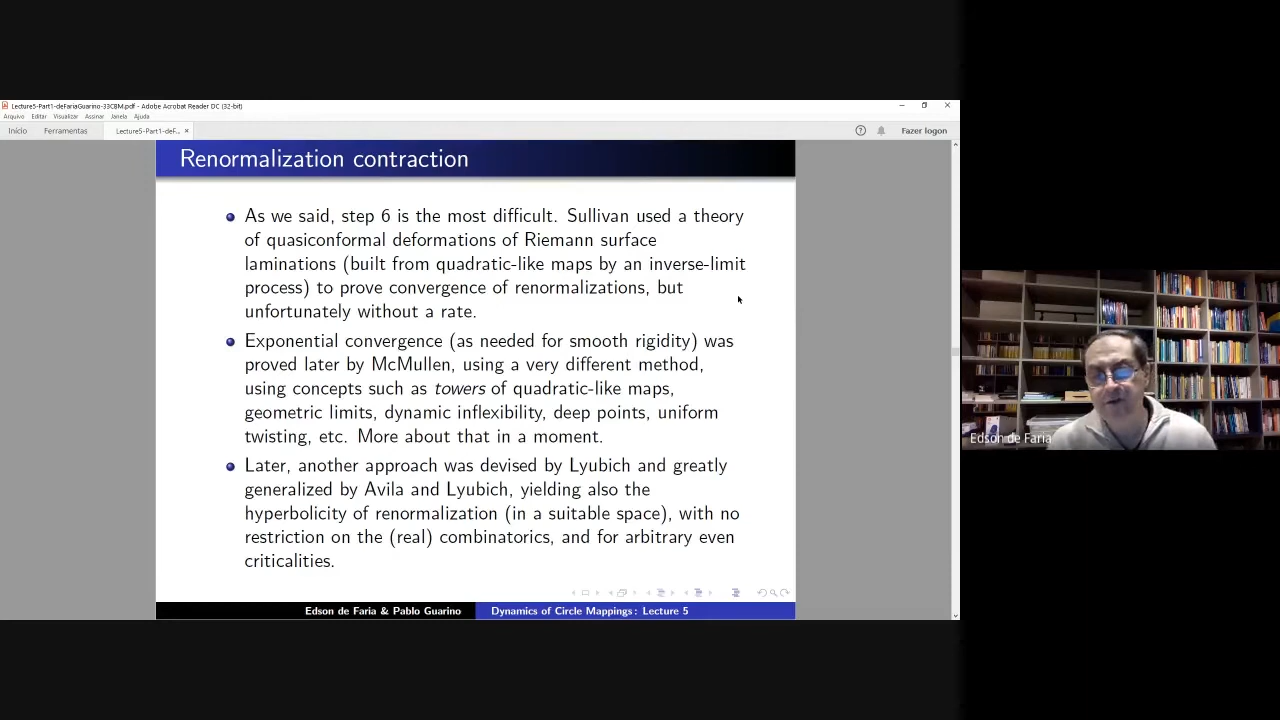 Lecture5-Part1-deFariaGuarino-33CBM.pdf - Adobe Acrobat Reader DC (32-bit)
Arquivo Editar Visualizar Assinar Janela Ajuda
Início Ferramentas Lecture5-Part1-deF... × Fazer logon
Renormalization contraction
As we said, step 6 is the most difficult. Sullivan used a theory
of quasiconformal deformations of Riemann surface
laminations (built from quadratic-like maps by an inverse-limit
process) to prove convergence of renormalizations, but
unfortunately without a rate.
Exponential convergence (as needed for smooth rigidity) was
proved later by McMullen, using a very different method,
using concepts such as towers of quadratic-like maps,
geometric limits, dynamic inflexibility, deep points, uniform
twisting, etc. More about that in a moment.
Later, another approach was devised by Lyubich and greatly
generalized by Avila and Lyubich, yielding also the
hyperbolicity of renormalization (in a suitable space), with no
restriction on the (real) combinatorics, and for arbitrary even
criticalities.
Edson de Faria & Pablo Guarino Dynamics of Circle Mappings: Lecture 5
Edson de Faria